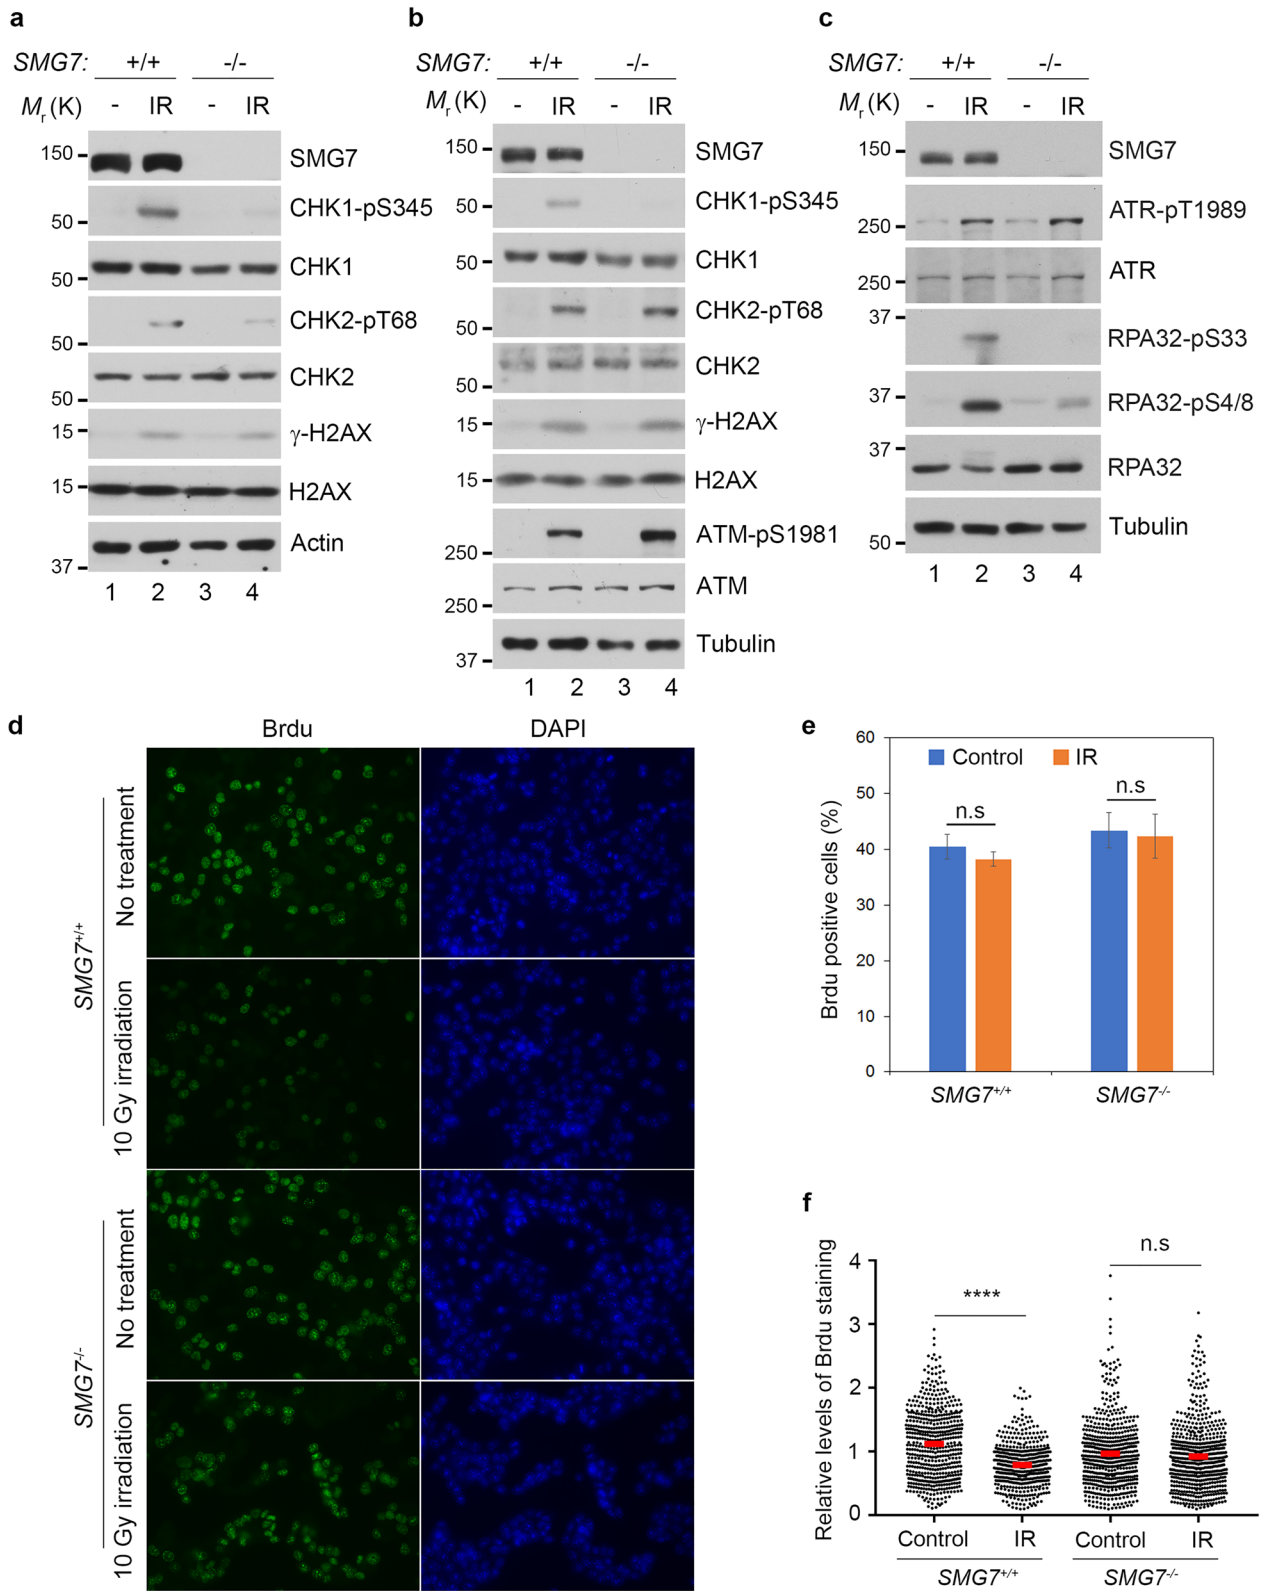 a
SMG7: +/+ -/-
Mr (K) - IR - IR
150 SMG7
50 CHK1-pS345
50 CHK1
50 CHK2-pT68
50 CHK2
15 γ-H2AX
15 H2AX
37 Actin
1 2 3 4
b
SMG7: +/+ -/-
Mr (K) - IR - IR
150 SMG7
50 CHK1-pS345
50 CHK1
50 CHK2-pT68
50 CHK2
15 γ-H2AX
15 H2AX
250 ATM-pS1981
250 ATM
37 Tubulin
1 2 3 4
c
SMG7: +/+ -/-
Mr (K) - IR - IR
150 SMG7
250 ATR-pT1989
250 ATR
37 RPA32-pS33
37 RPA32-pS4/8
37 RPA32
50 Tubulin
1 2 3 4
d
Brdu DAPI
SMG7+/+
No treatment
10 Gy irradiation
SMG7-/-
No treatment
10 Gy irradiation
e
Brdu positive cells (%)
60
50
40
30
20
10
0
Control IR
n.s
n.s
SMG7+/+ SMG7-/-
f
Relative levels of Brdu staining
4
3
2
1
0
****
n.s
Control IR Control IR
SMG7+/+ SMG7-/-